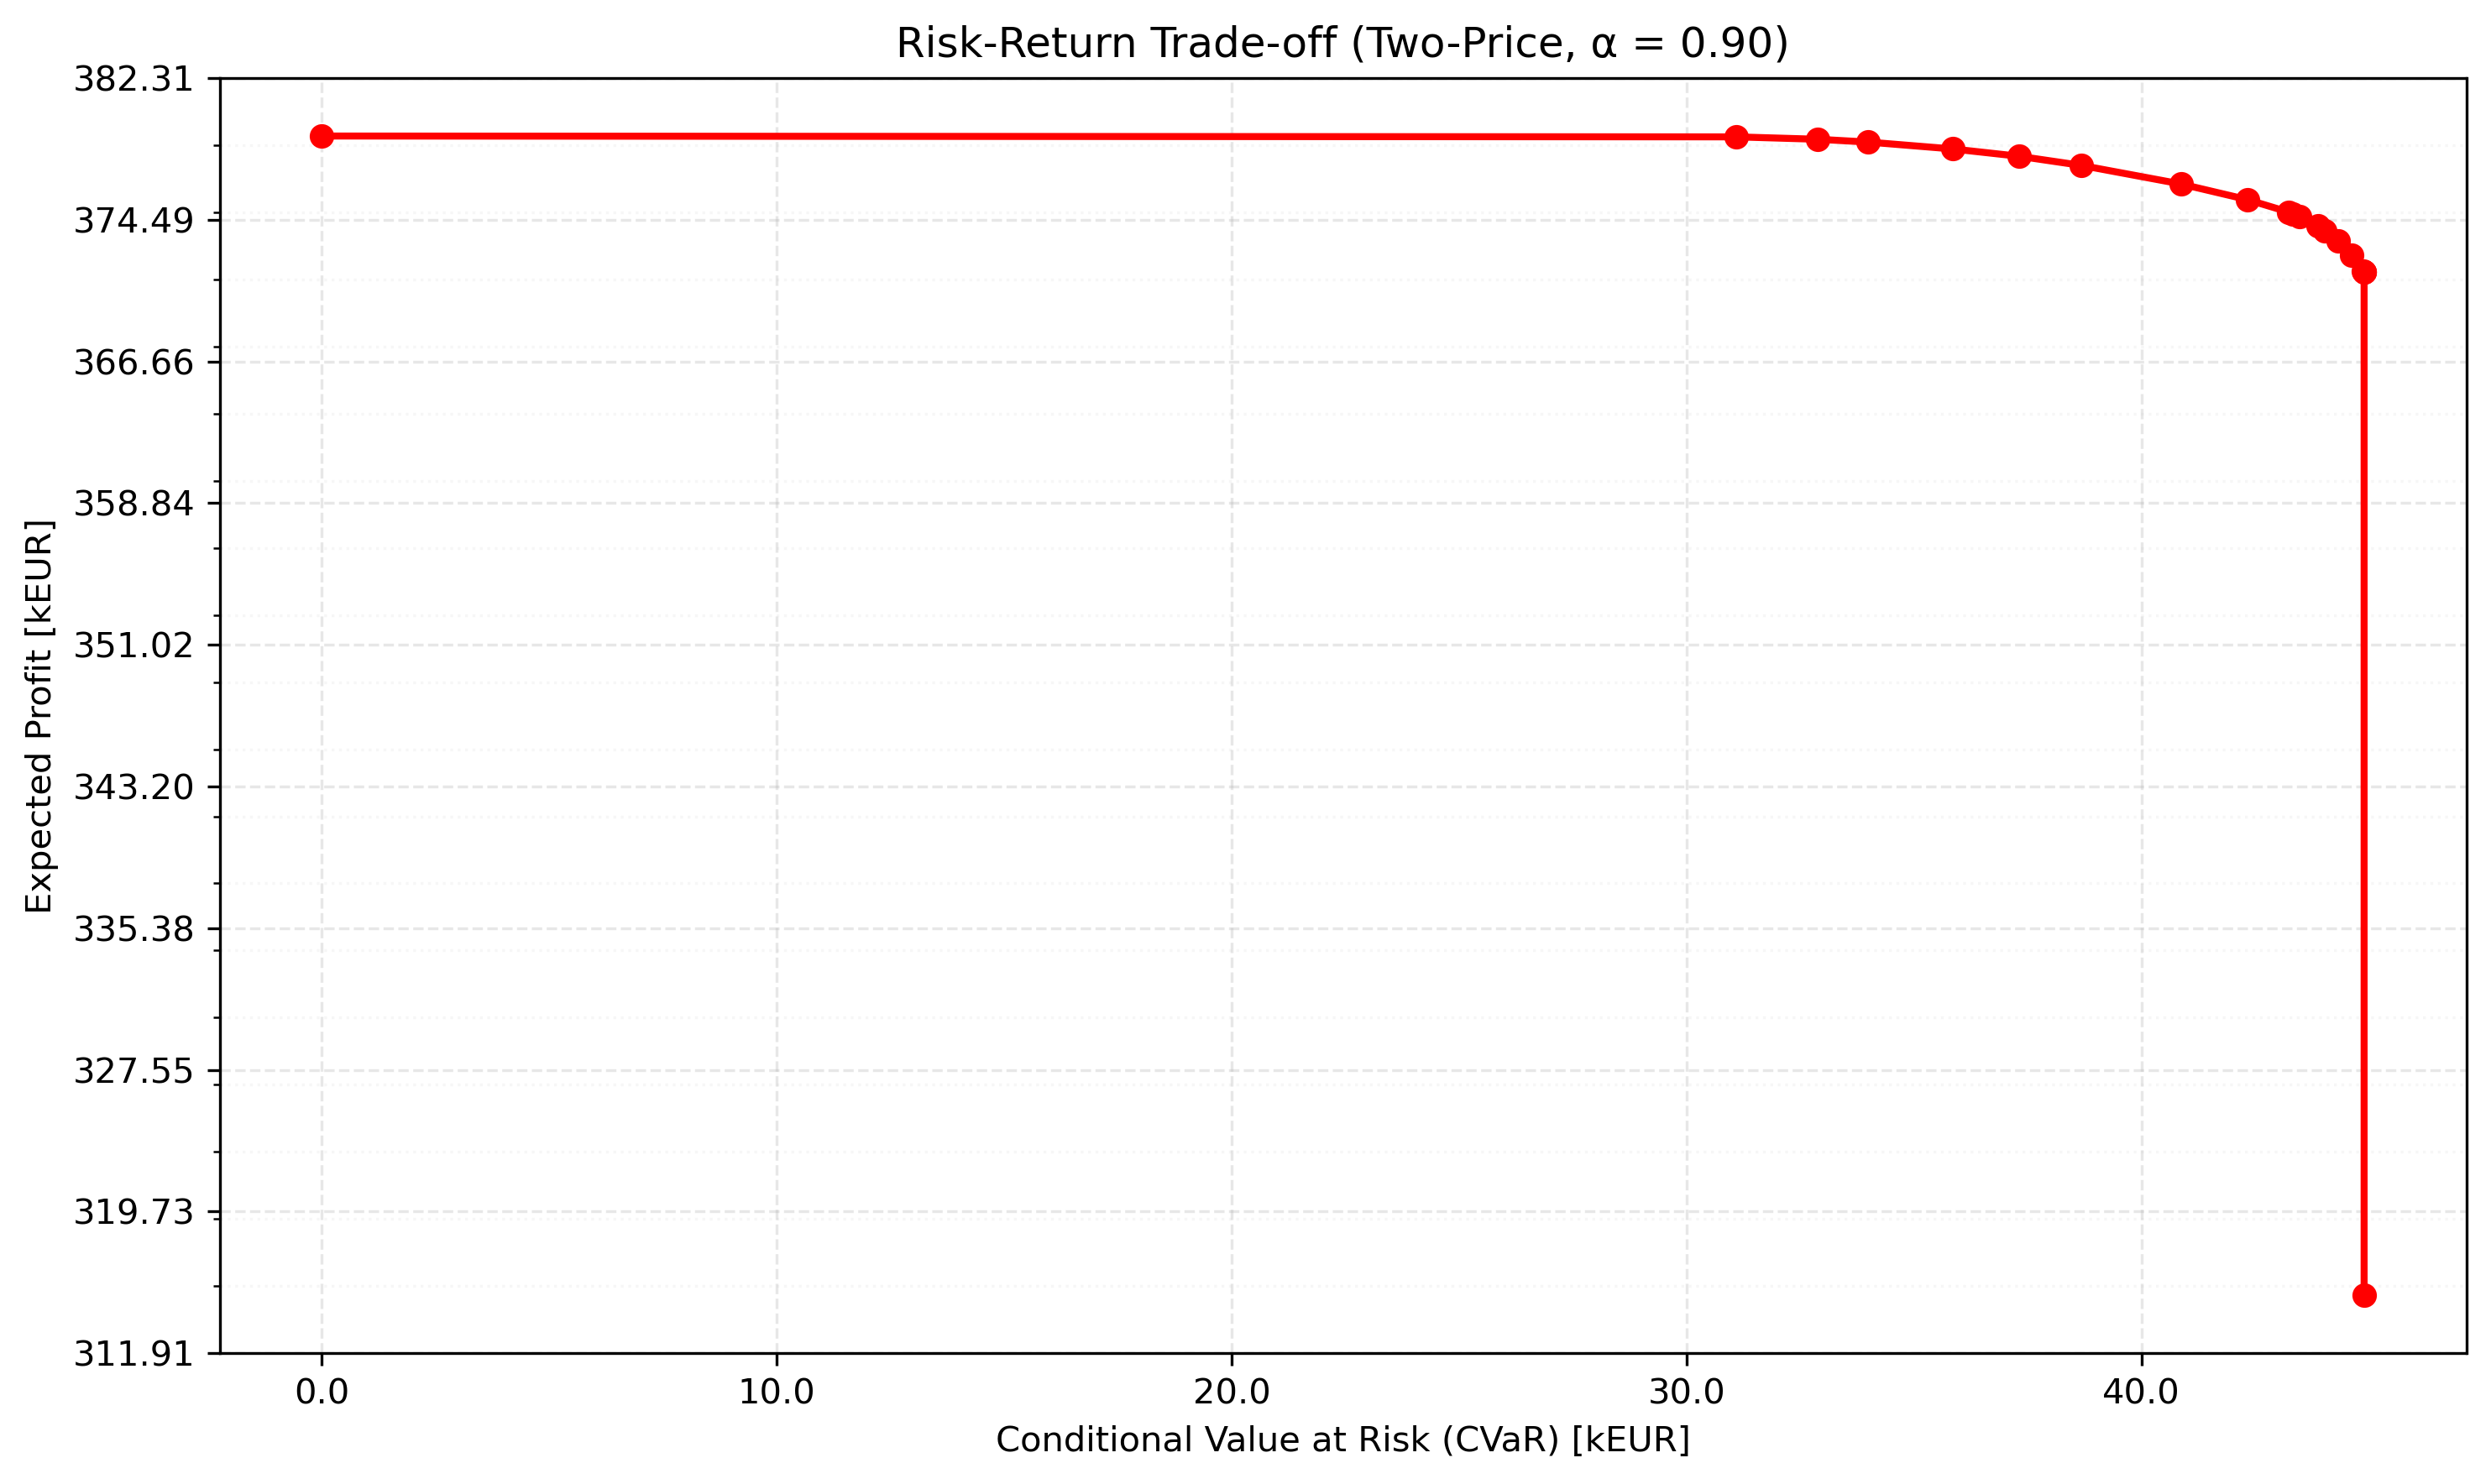 Risk-Return Trade-off (Two-Price, α = 0.90)
382.31
374.49
366.66
358.84
351.02
343.20
335.38
327.55
319.73
311.91
Expected Profit [kEUR]
0.0 10.0 20.0 30.0 40.0
Conditional Value at Risk (CVaR) [kEUR]